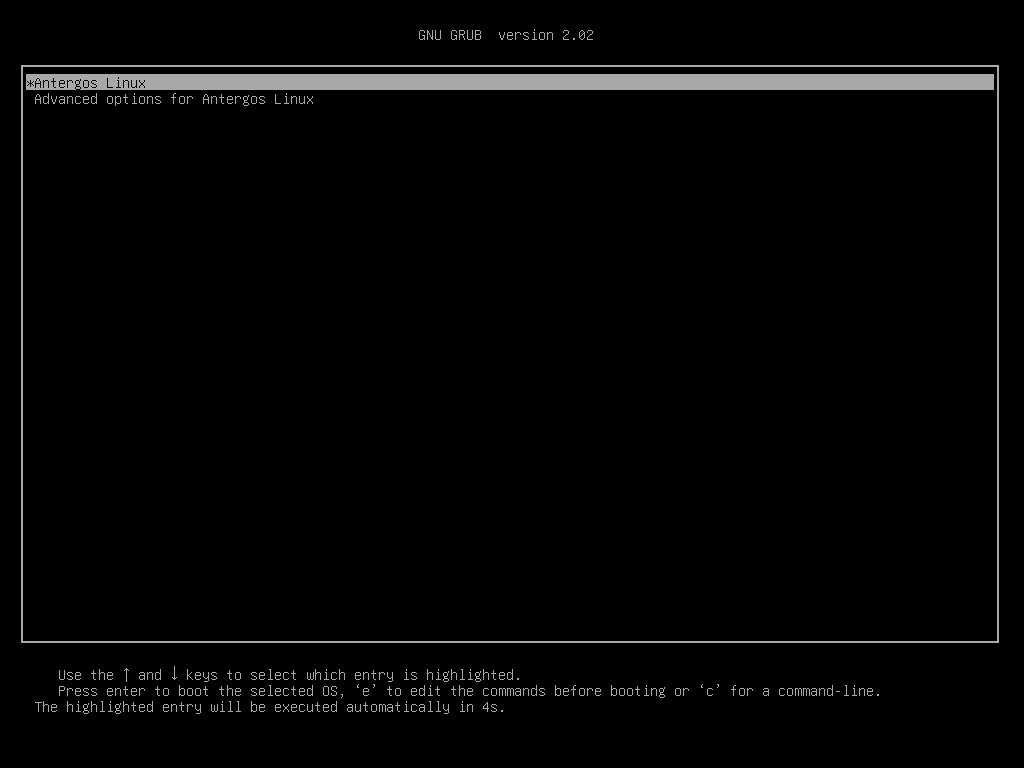 GNU GRUB  version 2.02
*Antergos Linux
Advanced options for Antergos Linux
Use the ↑ and ↓ keys to select which entry is highlighted.
Press enter to boot the selected OS, ‘e’ to edit the commands before booting or ‘c’ for a command-line.
The highlighted entry will be executed automatically in 4s.